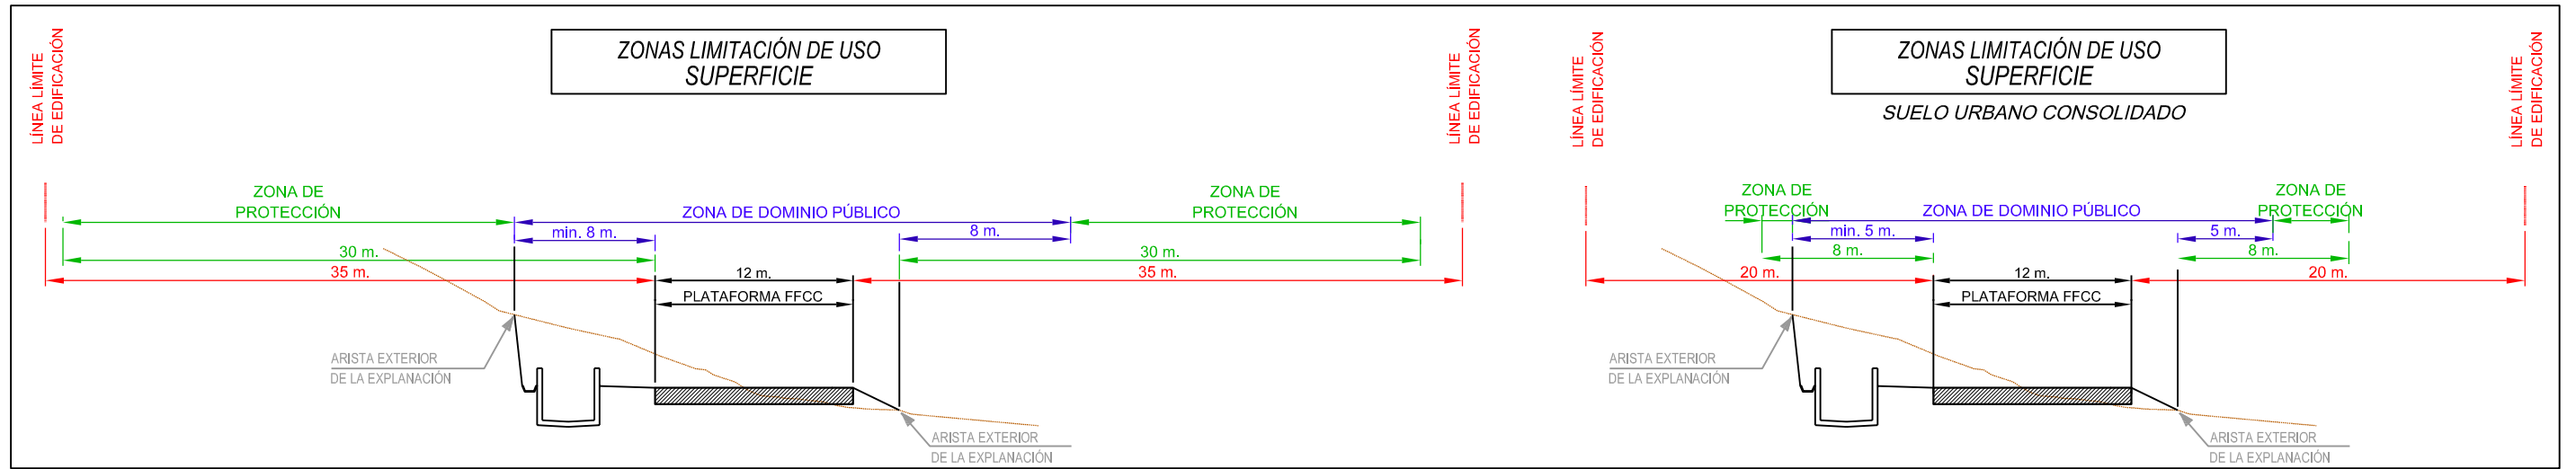 ZONAS LIMITACIÓN DE USO
SUPERFICIE
LÍNEA LÍMITE
DE EDIFICACIÓN
LÍNEA LÍMITE
DE EDIFICACIÓN
ZONA DE
PROTECCIÓN
ZONA DE DOMINIO PÚBLICO
ZONA DE
PROTECCIÓN
min. 8 m.
8 m.
30 m.
30 m.
35 m.
12 m.
35 m.
PLATAFORMA FFCC
ARISTA EXTERIOR
DE LA EXPLANACIÓN
ARISTA EXTERIOR
DE LA EXPLANACIÓN
ZONAS LIMITACIÓN DE USO
SUPERFICIE
SUELO URBANO CONSOLIDADO
LÍNEA LÍMITE
DE EDIFICACIÓN
LÍNEA LÍMITE
DE EDIFICACIÓN
ZONA DE
PROTECCIÓN
ZONA DE DOMINIO PÚBLICO
ZONA DE
PROTECCIÓN
min. 5 m.
5 m.
8 m.
8 m.
20 m.
12 m.
20 m.
PLATAFORMA FFCC
ARISTA EXTERIOR
DE LA EXPLANACIÓN
ARISTA EXTERIOR
DE LA EXPLANACIÓN